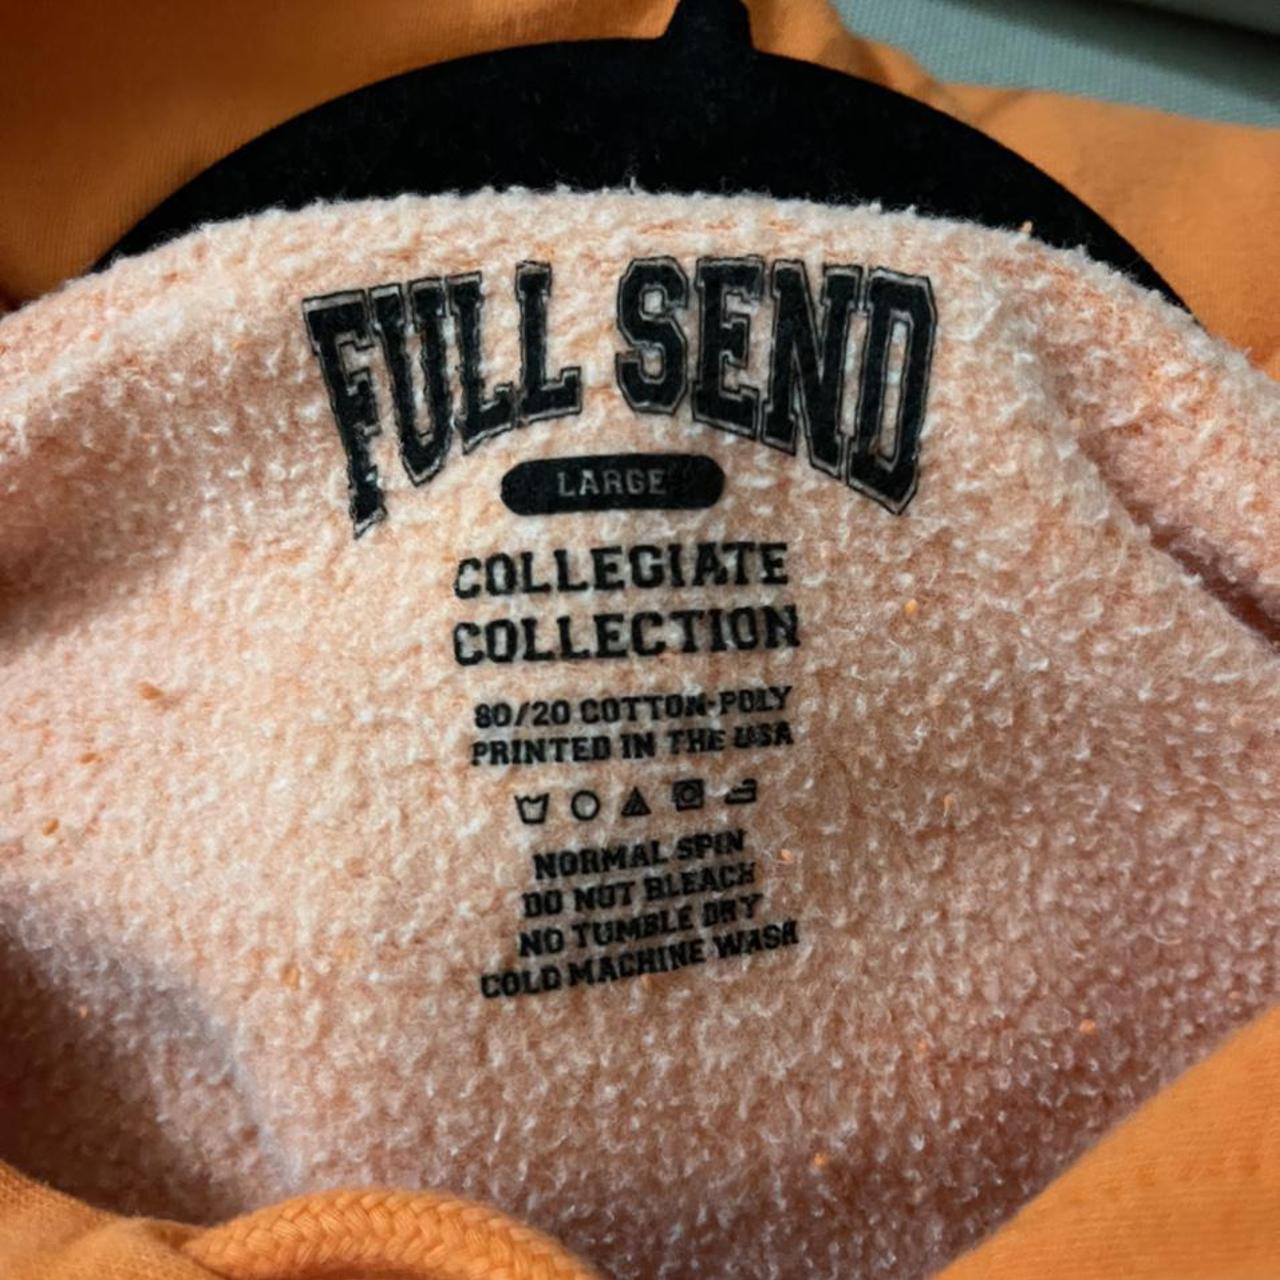 FULL SEND
LARGE
COLLEGIATE
COLLECTION
80/20 COTTON-POLY
PRINTED IN THE USA
NORMAL SPIN
DO NOT BLEACH
NO TUMBLE DRY
COLD MACHINE WASH